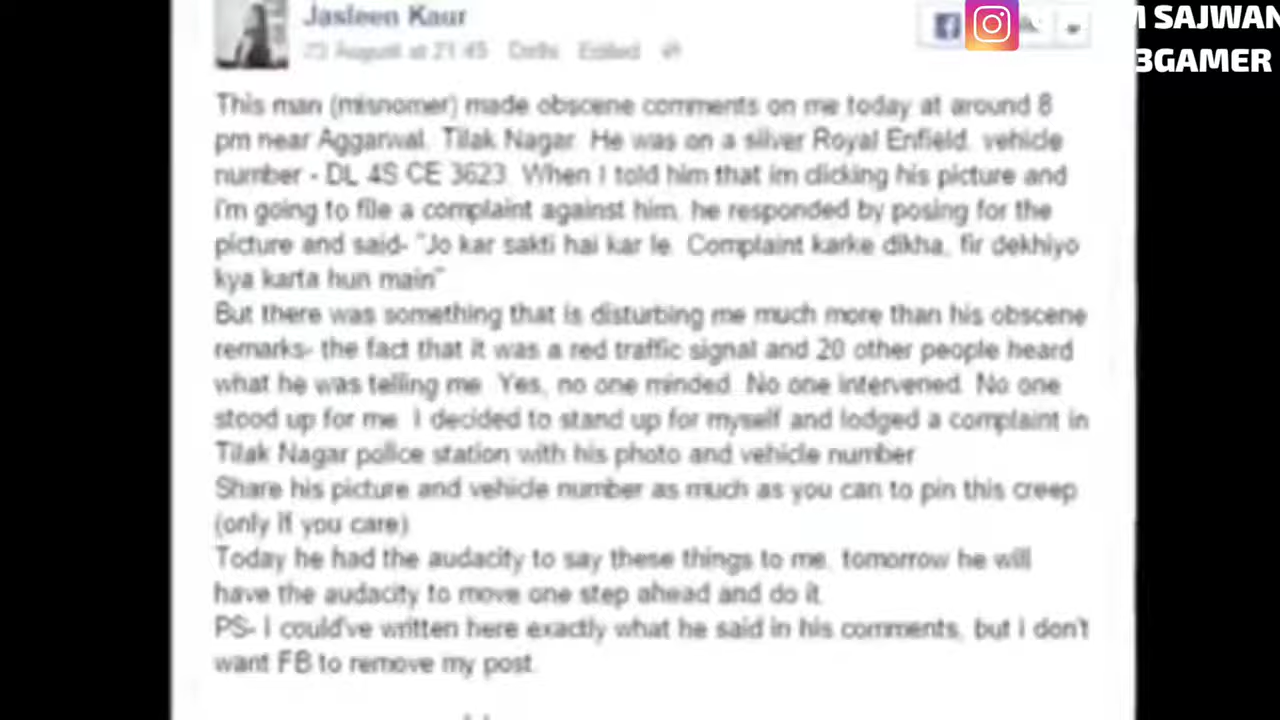 Jasleen Kaur
23 August at 21:45 Delhi Edited
This man (misnomer) made obscene comments on me today at around 8
pm near Aggarwal, Tilak Nagar. He was on a silver Royal Enfield, vehicle
number - DL 4S CE 3623. When I told him that im clicking his picture and
i'm going to file a complaint against him, he responded by posing for the
picture and said- "Jo kar sakti hai kar le. Complaint karke dikha, fir dekhiyo
kya karta hun main"
But there was something that is disturbing me much more than his obscene
remarks- the fact that it was a red traffic signal and 20 other people heard
what he was telling me. Yes, no one minded. No one intervened. No one
stood up for me. I decided to stand up for myself and lodged a complaint in
Tilak Nagar police station with his photo and vehicle number
Share his picture and vehicle number as much as you can to pin this creep
(only if you care)
Today he had the audacity to say these things to me, tomorrow he will
have the audacity to move one step ahead and do it.
PS- I could've written here exactly what he said in his comments, but i don't
want FB to remove my post.
SAJWAN
3GAMER